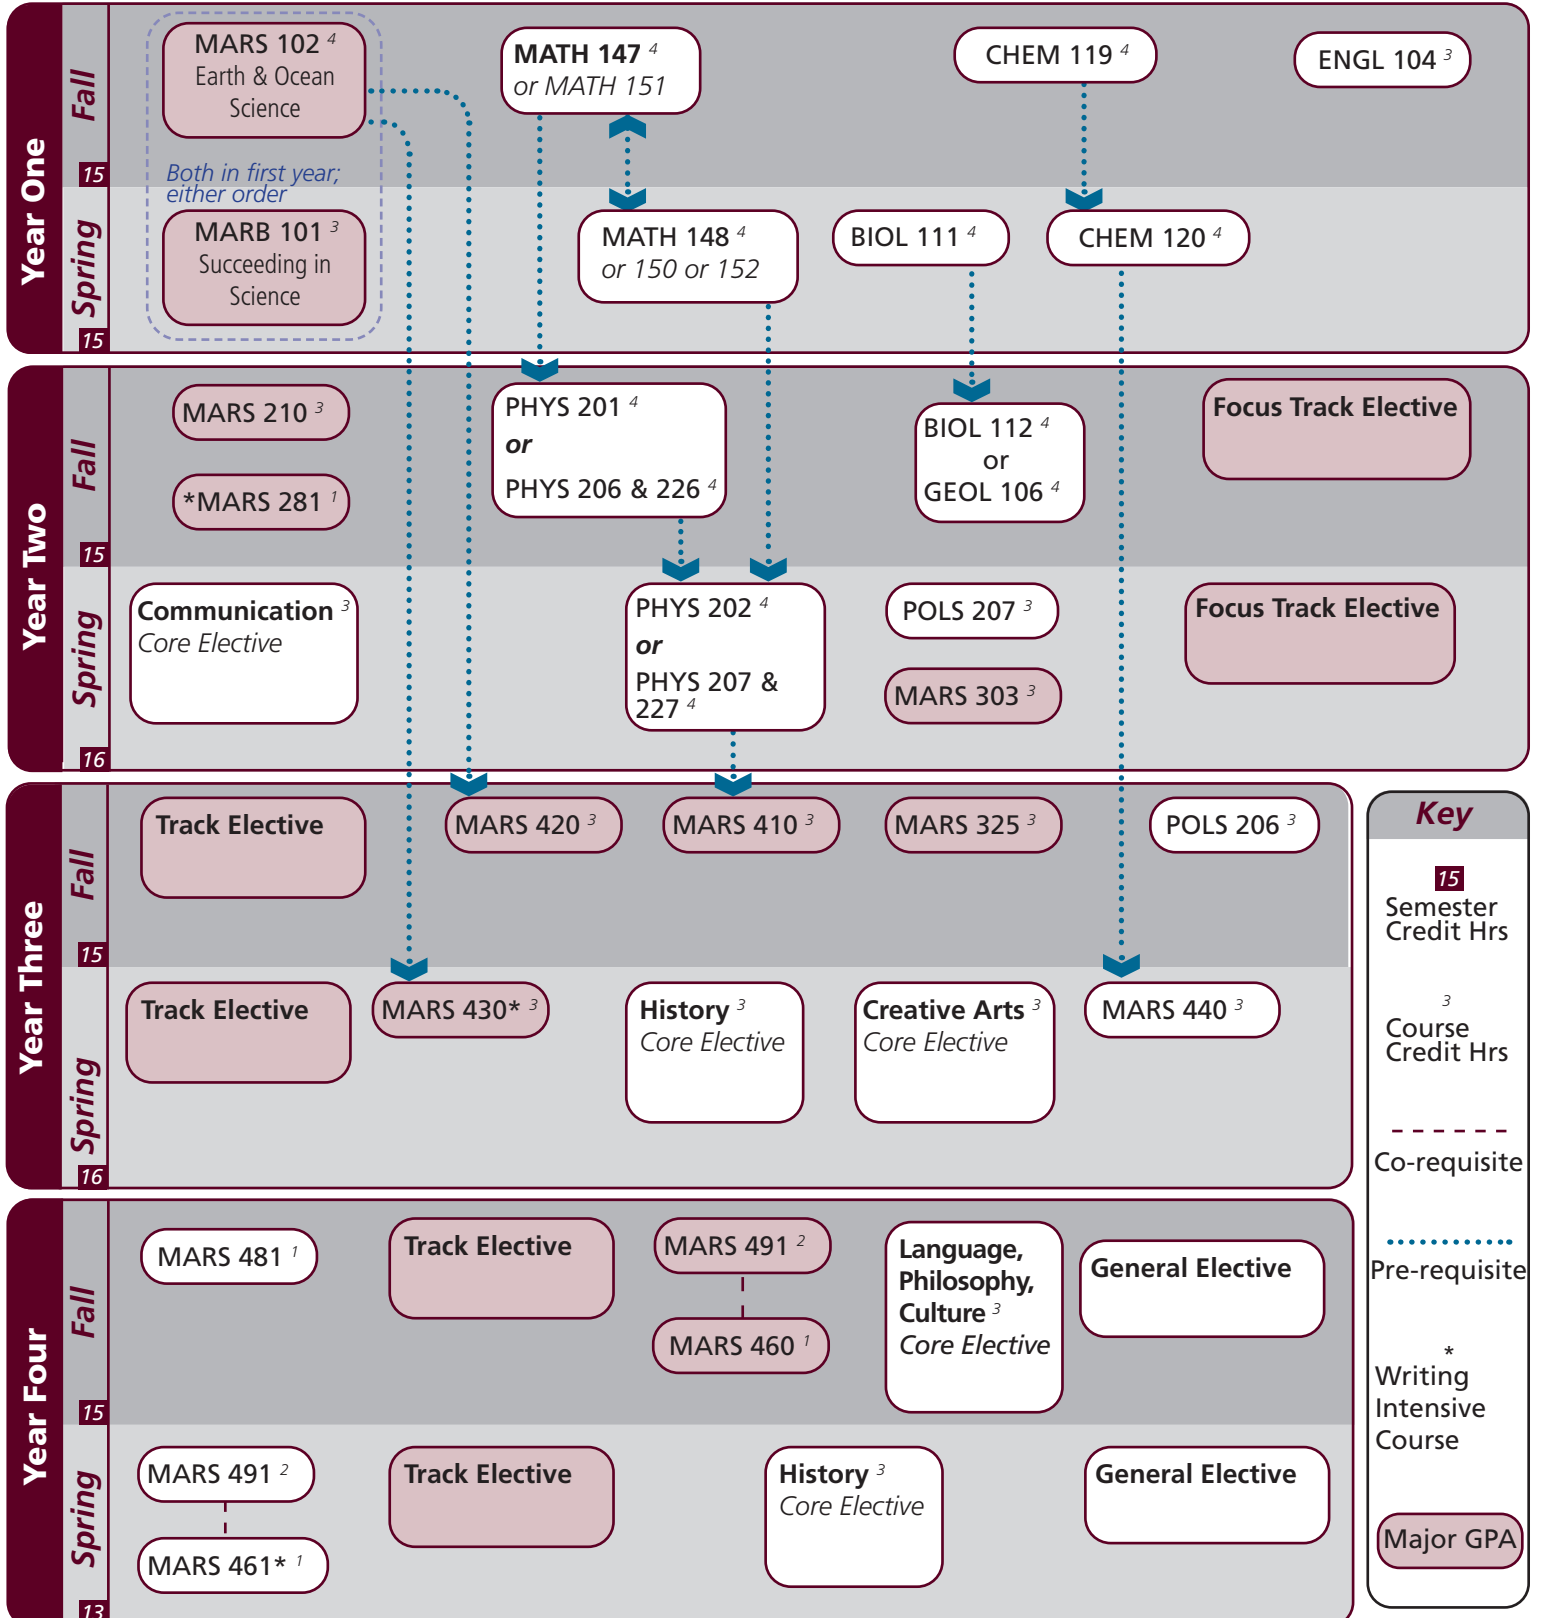 Year One
Fall
MARS 102 4
Earth & Ocean
Science
MATH 147 4
or MATH 151
CHEM 119 4
ENGL 104 3
15
Both in first year;
either order
Spring
MARB 101 3
Succeeding in
Science
MATH 148 4
or 150 or 152
BIOL 111 4
CHEM 120 4
15
Year Two
Fall
MARS 210 3
*MARS 281 1
PHYS 201 4
or
PHYS 206 & 226 4
BIOL 112 4
or
GEOL 106 4
Focus Track Elective
15
Spring
Communication 3
Core Elective
PHYS 202 4
or
PHYS 207 &
227 4
POLS 207 3
MARS 303 3
Focus Track Elective
16
Year Three
Fall
Track Elective
MARS 420 3
MARS 410 3
MARS 325 3
POLS 206 3
15
Spring
Track Elective
MARS 430* 3
History 3
Core Elective
Creative Arts 3
Core Elective
MARS 440 3
16
Year Four
Fall
MARS 481 1
Track Elective
MARS 491 2
MARS 460 1
Language,
Philosophy,
Culture 3
Core Elective
General Elective
15
Spring
MARS 491 2
MARS 461* 1
Track Elective
History 3
Core Elective
General Elective
13
Key
15
Semester
Credit Hrs
3
Course
Credit Hrs
Co-requisite
Pre-requisite
*
Writing
Intensive
Course
Major GPA